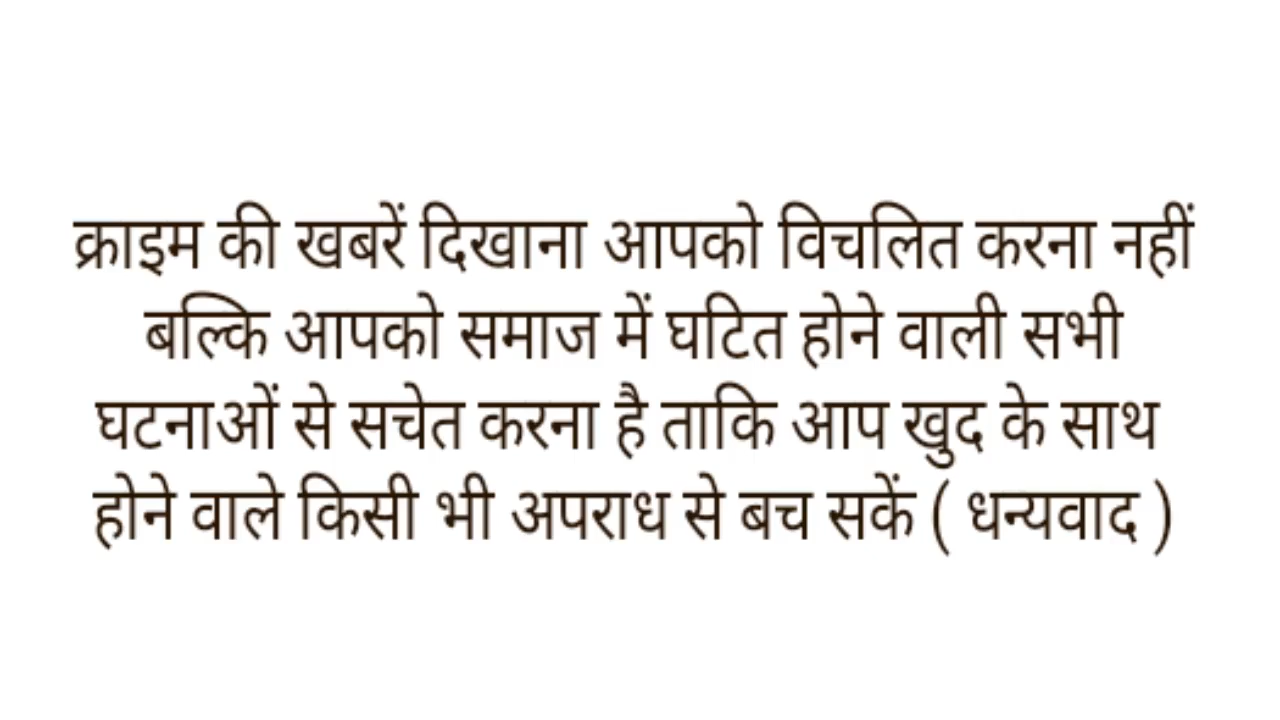 क्राइम की खबरें दिखाना आपको विचलित करना नहीं
बल्कि आपको समाज में घटित होने वाली सभी
घटनाओं से सचेत करना है ताकि आप खुद के साथ
होने वाले किसी भी अपराध से बच सकें ( धन्यवाद )